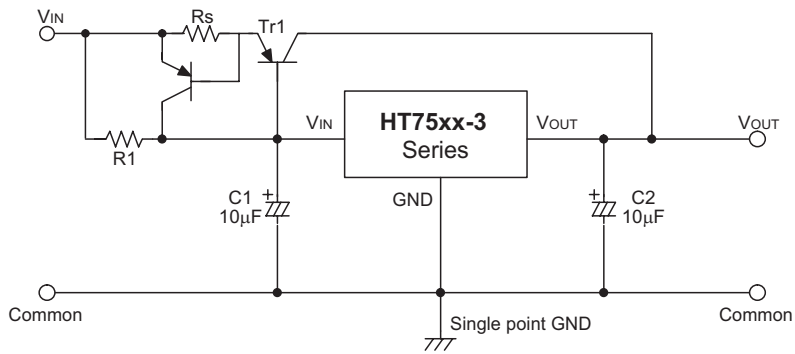 VIN
Rs
Tr1
R1
VIN
HT75xx-3
Series
VOUT
VOUT
GND
C1
10μF
+
C2
10μF
+
Common
Single point GND
Common